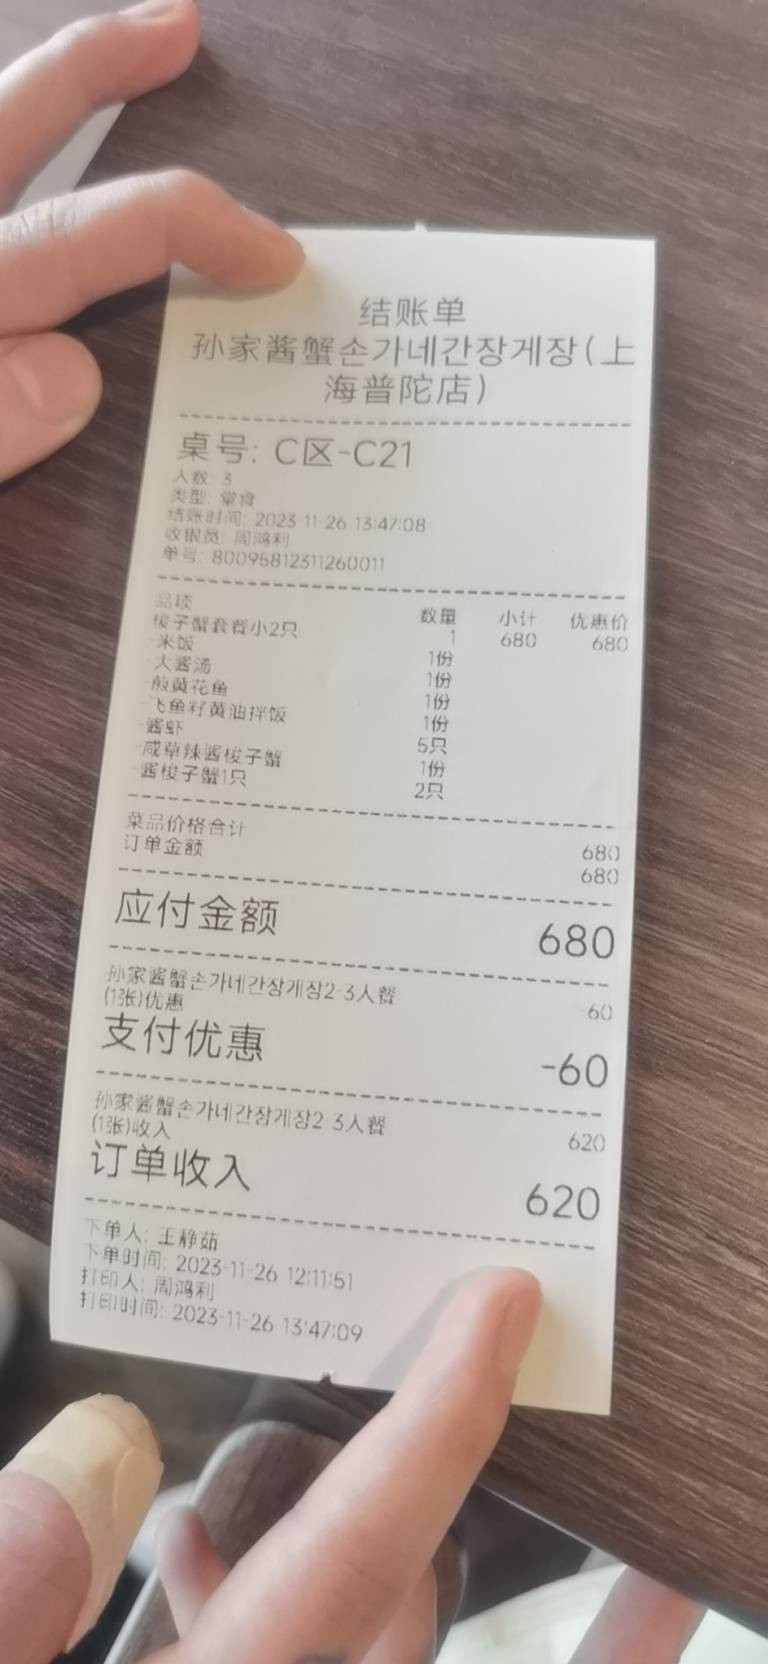 结账单
孙家酱蟹손가네간장게장(上
海普陀店)
桌号: C区-C21
人数: 3
类型: 堂食
结账时间: 2023-11-26 13:47:08
收银员: 周鸿利
单号: 80095812311260011
品项 数量 小计 优惠价
梭子蟹套餐小2只 1 680 680
-米饭 1份
-大酱汤 1份
-煎黄花鱼 1份
-飞鱼籽黄油拌饭 1份
-酱虾 5只
-咸草辣酱梭子蟹 1份
-酱梭子蟹1只 2只
菜品价格合计 680
订单金额 680
应付金额 680
孙家酱蟹손가네간장게장2-3人餐 -60
(1张)优惠
支付优惠 -60
孙家酱蟹손가네간장게장2-3人餐 620
(1张)收入
订单收入 620
下单人: 王静茹
下单时间: 2023-11-26 12:11:51
打印人: 周鸿利
打印时间: 2023-11-26 13:47:09